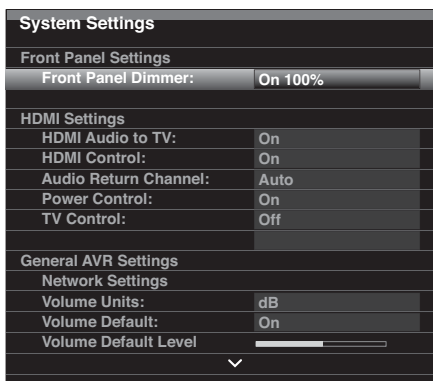 System Settings
Front Panel Settings
Front Panel Dimmer: On 100%
HDMI Settings
HDMI Audio to TV: On
HDMI Control: On
Audio Return Channel: Auto
Power Control: On
TV Control: Off
General AVR Settings
Network Settings
Volume Units: dB
Volume Default: On
Volume Default Level